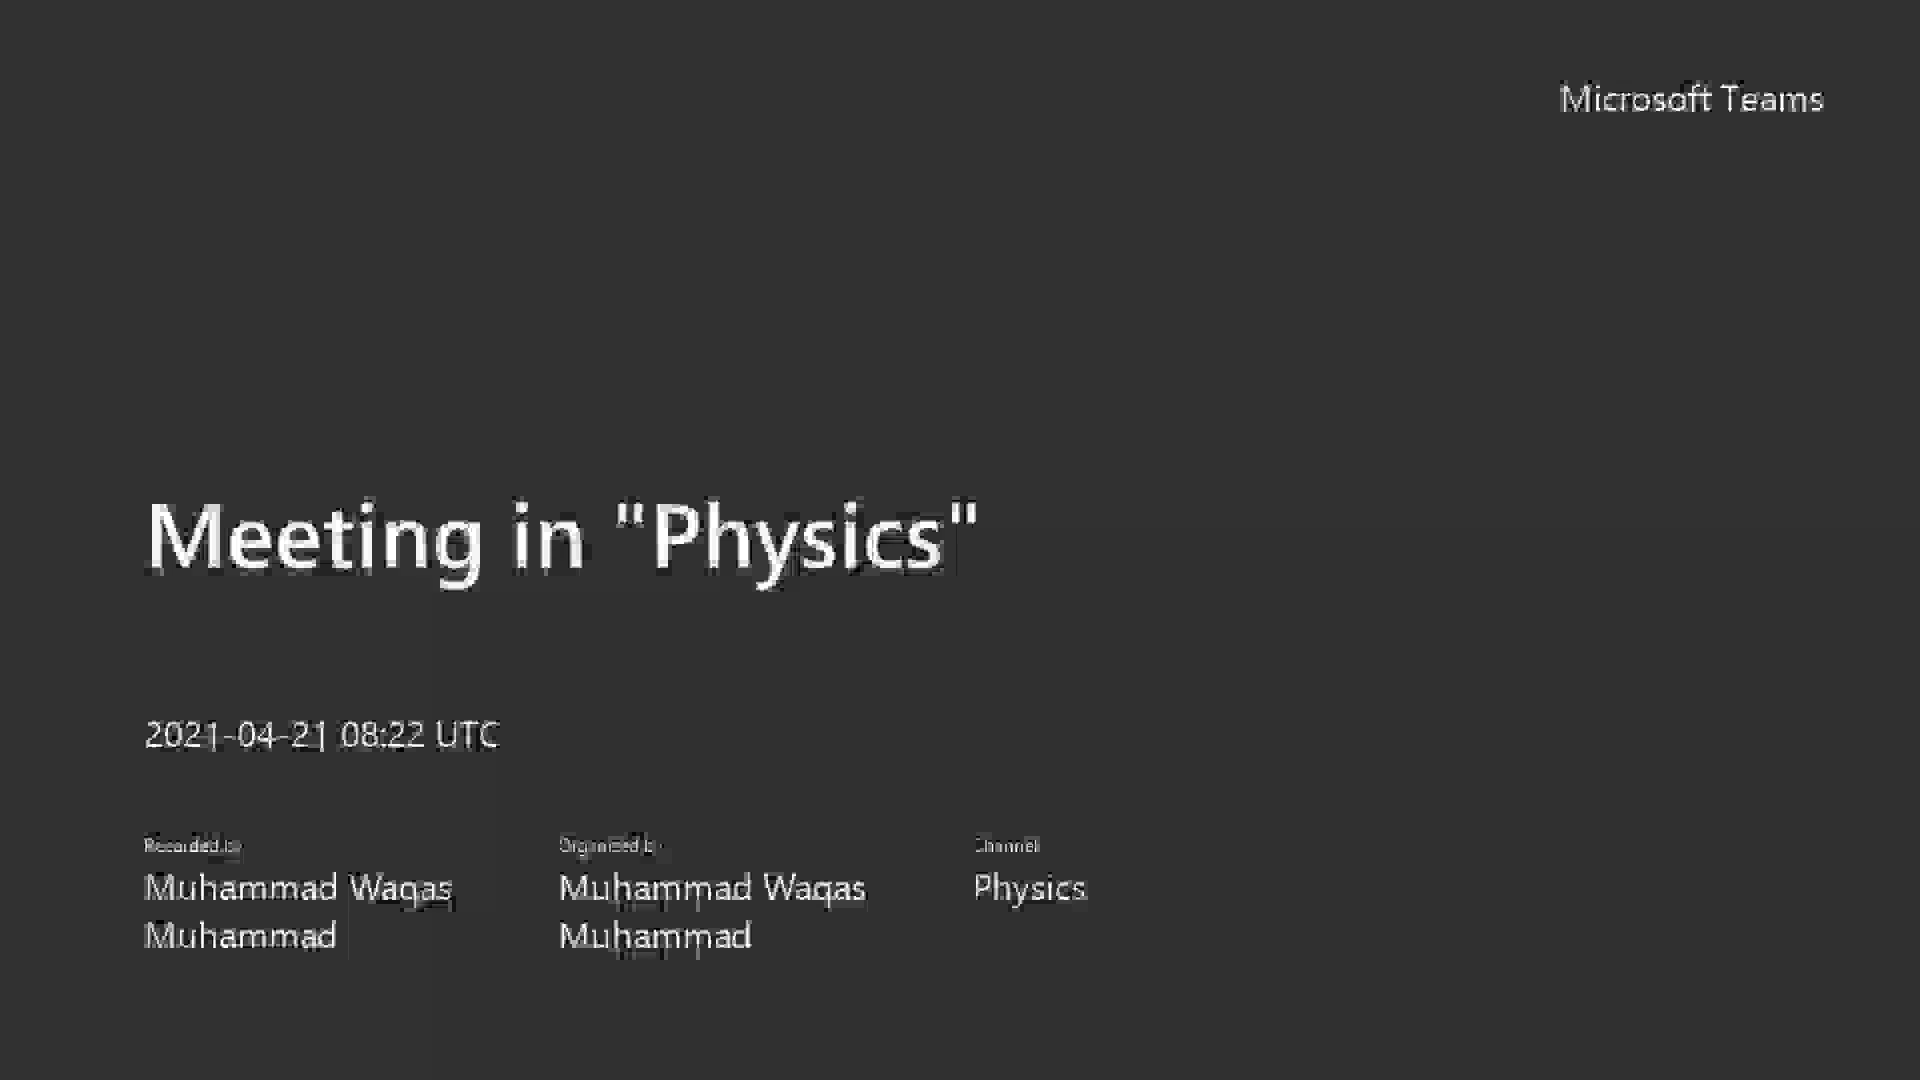 Microsoft Teams
Meeting in "Physics"
2021-04-21 08:22 UTC
Recorded by
Organized by
Channel
Muhammad Waqas
Muhammad Waqas
Physics
Muhammad
Muhammad